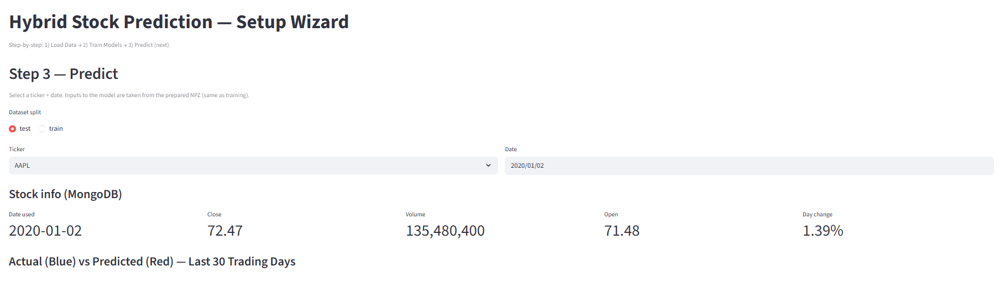 Hybrid Stock Prediction — Setup Wizard
Step-by-step: 1) Load Data → 2) Train Models → 3) Predict (next)
Step 3 — Predict
Select a ticker + date. Inputs to the model are taken from the prepared NPZ (same as training).
Dataset split
test train
Ticker Date
AAPL 2020/01/02
Stock info (MongoDB)
Date used Close Volume Open Day change
2020-01-02 72.47 135,480,400 71.48 1.39%
Actual (Blue) vs Predicted (Red) — Last 30 Trading Days